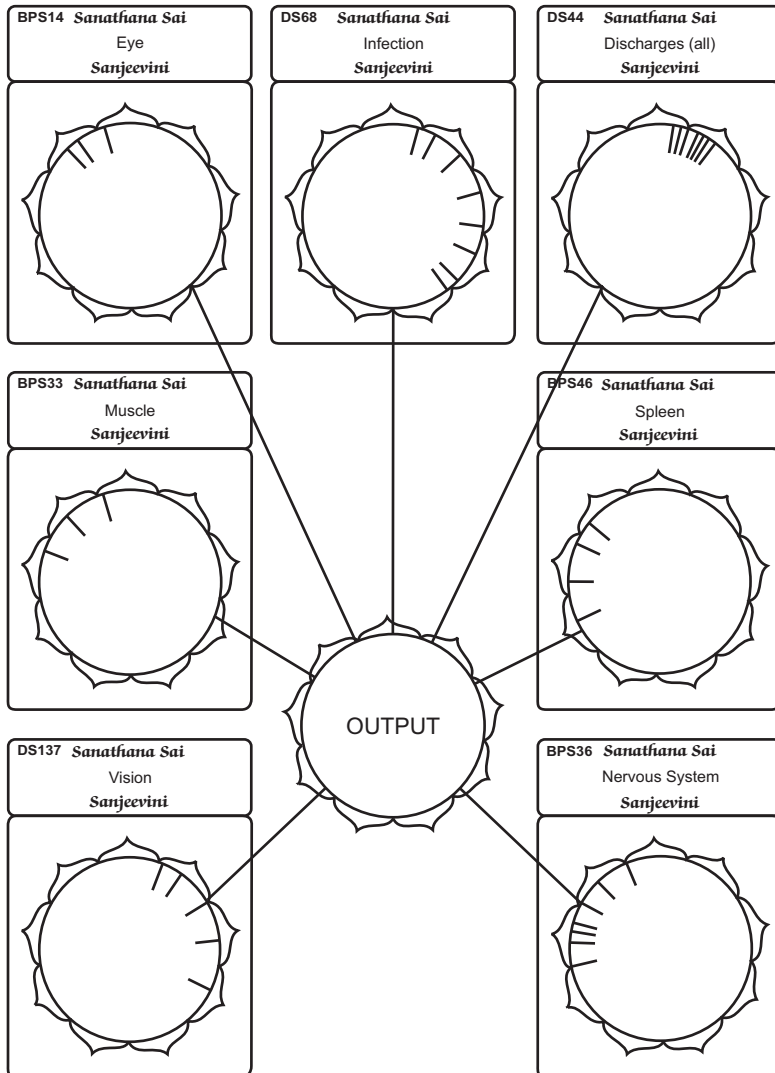 BPS14 Sanathana Sai
Eye
Sanjeevini
DS68 Sanathana Sai
Infection
Sanjeevini
DS44 Sanathana Sai
Discharges (all)
Sanjeevini
BPS33 Sanathana Sai
Muscle
Sanjeevini
BPS46 Sanathana Sai
Spleen
Sanjeevini
OUTPUT
DS137 Sanathana Sai
Vision
Sanjeevini
BPS36 Sanathana Sai
Nervous System
Sanjeevini